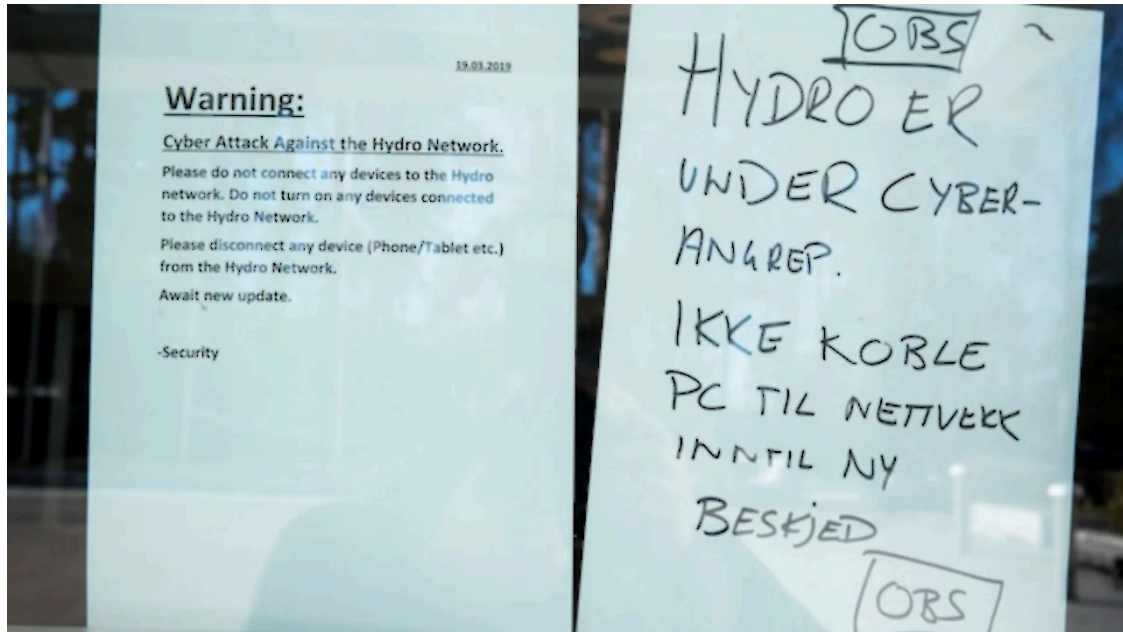 19.03.2019
Warning:
Cyber Attack Against the Hydro Network.
Please do not connect any devices to the Hydro
network. Do not turn on any devices connected
to the Hydro Network.
Please disconnect any device (Phone/Tablet etc.)
from the Hydro Network.
Await new update.
-Security
OBS
HYDRO ER
UNDER CYBER-
ANGREP.
IKKE KOBLE
PC TIL NETTVERK
INNTIL NY
BESKJED
OBS